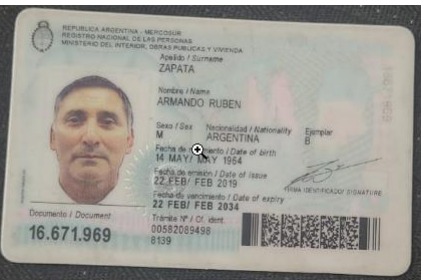 REPUBLICA ARGENTINA - MERCOSUR
REGISTRO NACIONAL DE LAS PERSONAS
MINISTERIO DEL INTERIOR, OBRAS PUBLICAS Y VIVIENDA
Apellido / Surname
ZAPATA
Nombre / Name
ARMANDO RUBEN
Sexo / Sex Nacionalidad / Nationality Ejemplar
M ARGENTINA B
Fecha de / Date of birth
14 MAY/ MAY 1964
Fecha de emisión / Date of issue
22 FEB/ FEB 2019
FIRMA IDENTIFICADO/ SIGNATURE
Fecha de vencimiento / Date of expiry
22 FEB/ FEB 2034
Documento / Document
16.671.969
Trámite Nº / Of. ident.
00582089498
8139